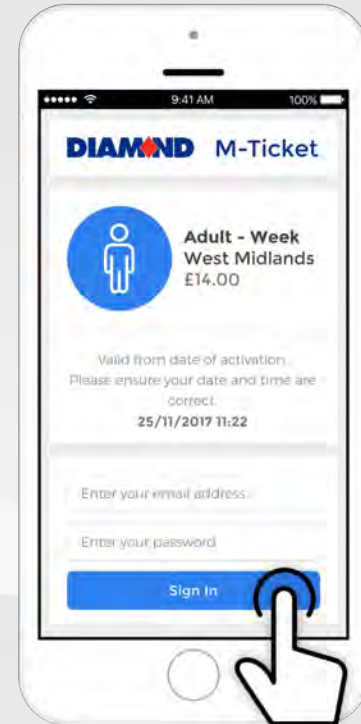 9:41 AM 100%
DIAMOND M-Ticket
Adult - Week
West Midlands
£14.00
Valid from date of activation.
Please ensure your date and time are
correct.
25/11/2017 11:22
Enter your email address.
Enter your password
Sign In